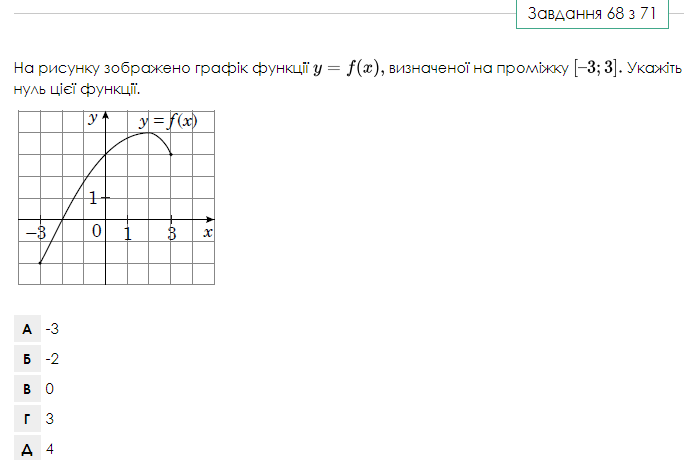 Завдання 68 з 71
На рисунку зображено графік функції y = f(x), визначеної на проміжку [−3; 3]. Укажіть
нуль цієї функції.
y
y = f(x)
1
−3 0 1 3 x
А -3
Б -2
В 0
Г 3
Д 4